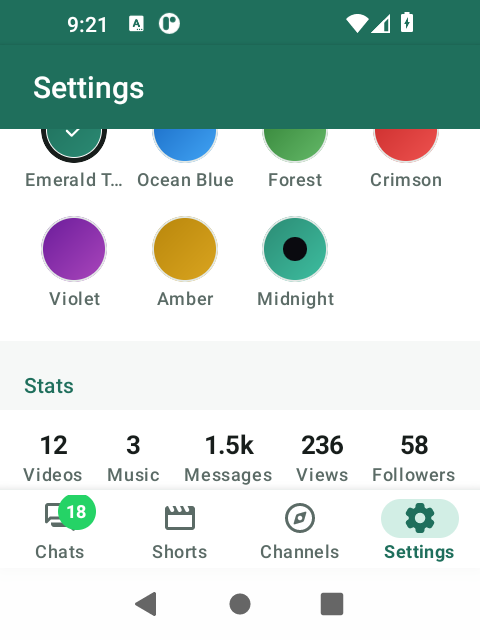 9:21
Settings
Emerald T... Ocean Blue Forest Crimson
Violet Amber Midnight
Stats
12 3 1.5k 236 58
Videos Music Messages Views Followers
18
Chats Shorts Channels Settings